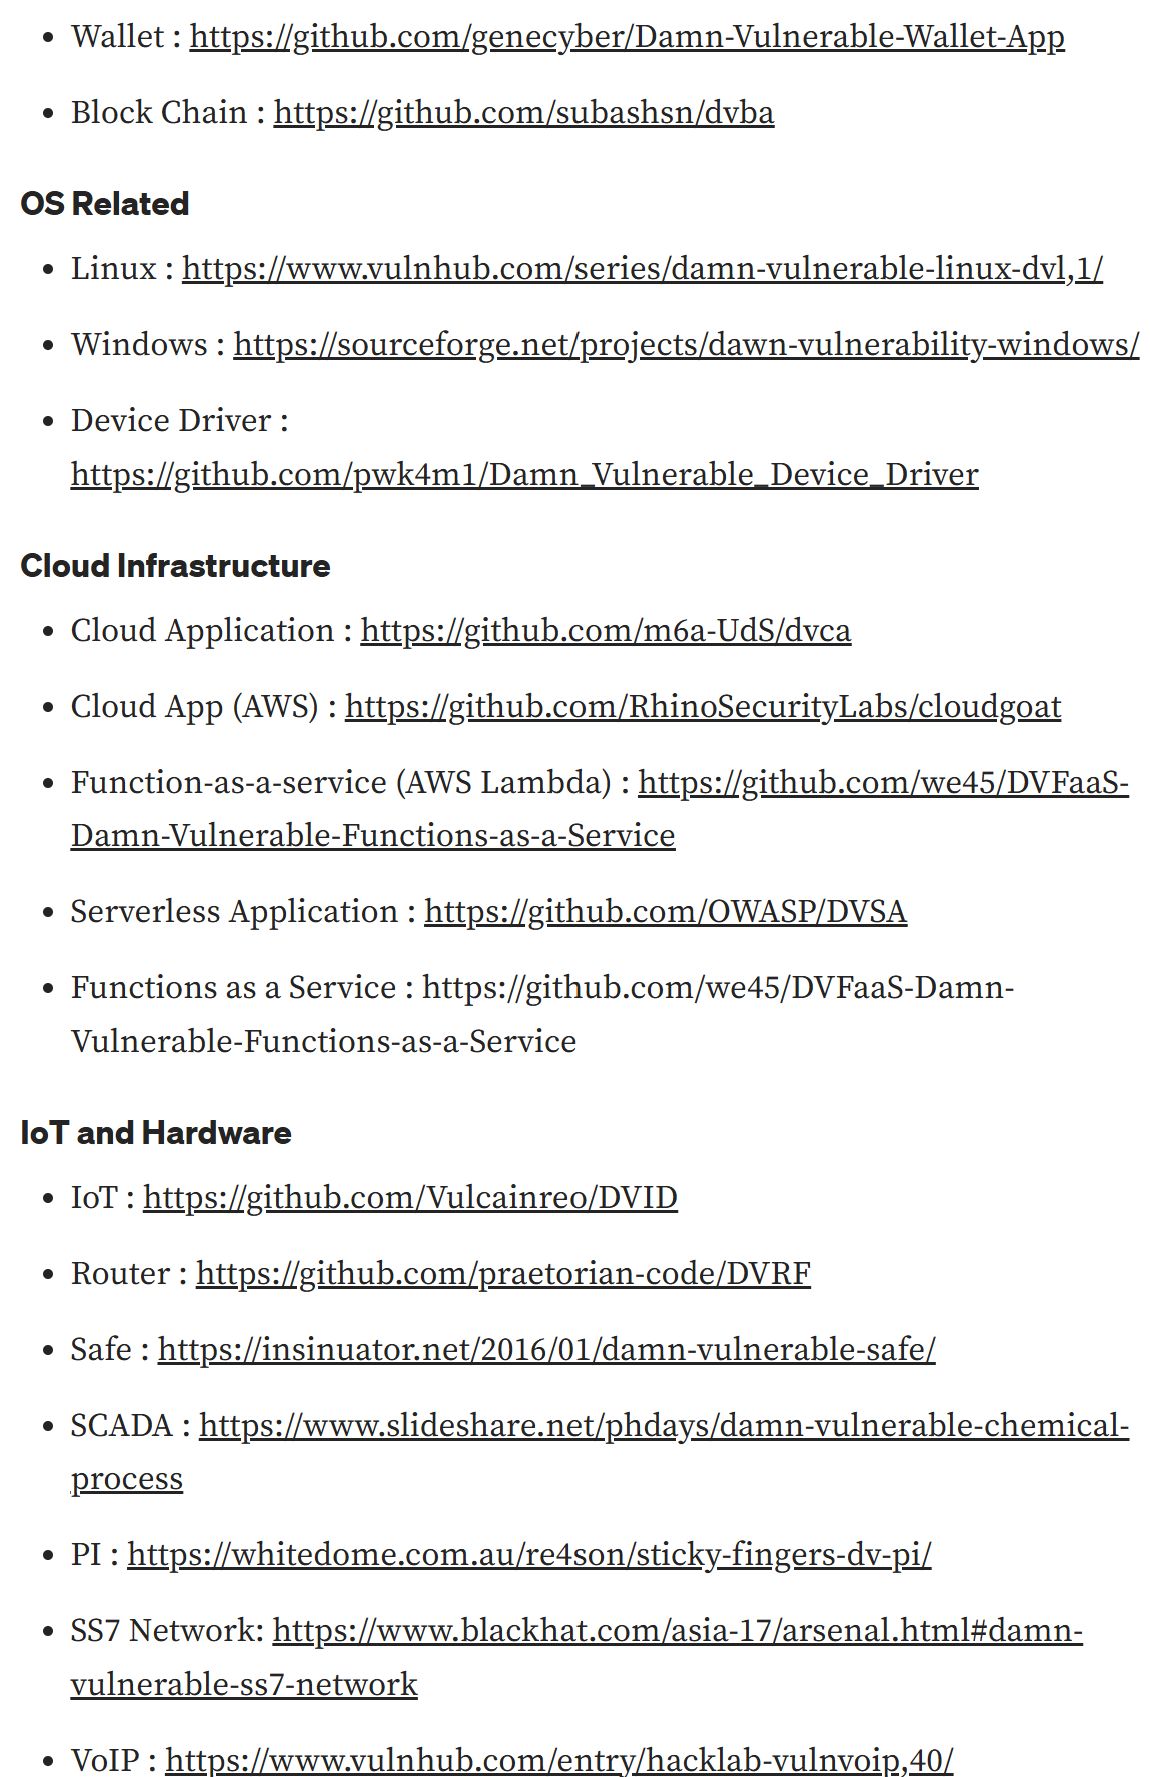 • Wallet : https://github.com/genecyber/Damn-Vulnerable-Wallet-App
• Block Chain : https://github.com/subashsn/dvba
OS Related
• Linux : https://www.vulnhub.com/series/damn-vulnerable-linux-dvl,1/
• Windows : https://sourceforge.net/projects/dawn-vulnerability-windows/
• Device Driver :
https://github.com/pwk4m1/Damn_Vulnerable_Device_Driver
Cloud Infrastructure
• Cloud Application : https://github.com/m6a-UdS/dvca
• Cloud App (AWS) : https://github.com/RhinoSecurityLabs/cloudgoat
• Function-as-a-service (AWS Lambda) : https://github.com/we45/DVFaaS-
Damn-Vulnerable-Functions-as-a-Service
• Serverless Application : https://github.com/OWASP/DVSA
• Functions as a Service : https://github.com/we45/DVFaaS-Damn-
Vulnerable-Functions-as-a-Service
IoT and Hardware
• IoT : https://github.com/Vulcainreo/DVID
• Router : https://github.com/praetorian-code/DVRF
• Safe : https://insinuator.net/2016/01/damn-vulnerable-safe/
• SCADA : https://www.slideshare.net/phdays/damn-vulnerable-chemical-
process
• PI : https://whitedome.com.au/re4son/sticky-fingers-dv-pi/
• SS7 Network: https://www.blackhat.com/asia-17/arsenal.html#damn-
vulnerable-ss7-network
• VoIP : https://www.vulnhub.com/entry/hacklab-vulnvoip,40/